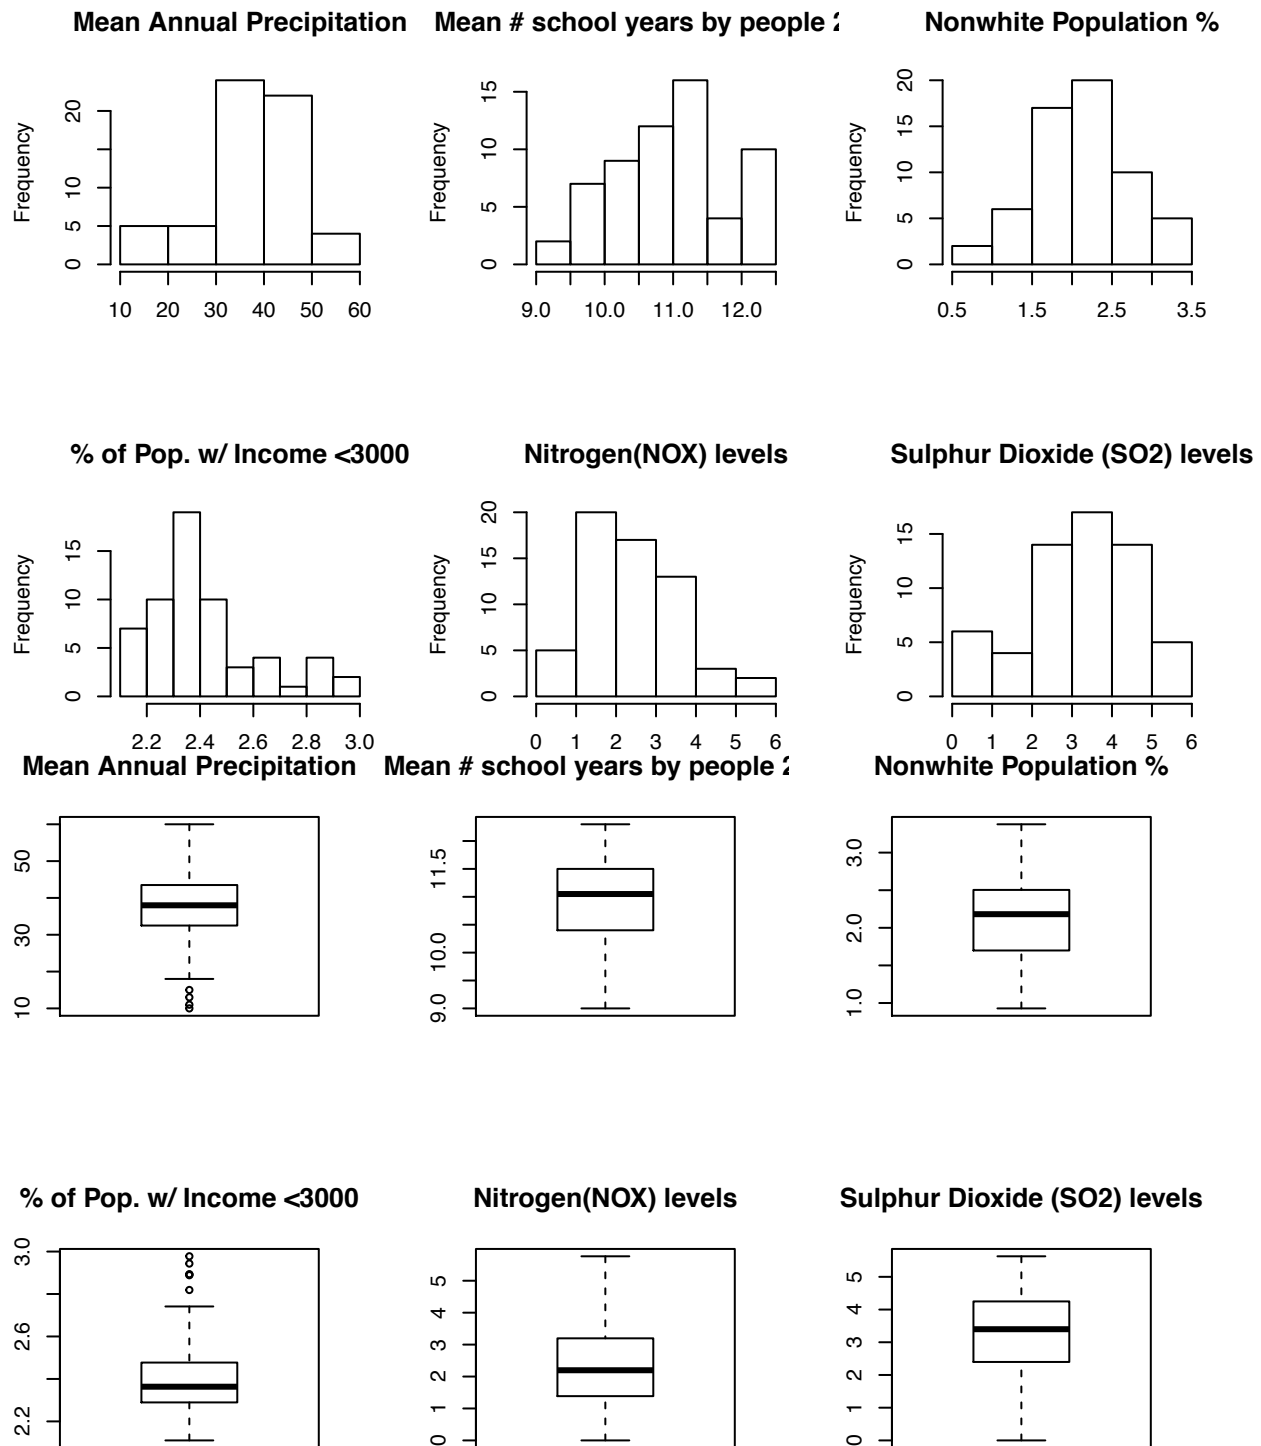 Mean Annual Precipitation
Mean # school years by people 2
Nonwhite Population %
Frequency
0 5 10 20
10 20 30 40 50 60
Frequency
0 5 10 15
9.0 10.0 11.0 12.0
Frequency
0 5 10 15 20
0.5 1.5 2.5 3.5
% of Pop. w/ Income <3000
Nitrogen(NOX) levels
Sulphur Dioxide (SO2) levels
Frequency
0 5 10 15
2.2 2.4 2.6 2.8 3.0
Frequency
0 5 10 15 20
0 1 2 3 4 5 6
Frequency
0 5 10 15
0 1 2 3 4 5 6
Mean Annual Precipitation
Mean # school years by people 2
Nonwhite Population %
10 30 50
9.0 10.0 11.5
1.0 2.0 3.0
% of Pop. w/ Income <3000
Nitrogen(NOX) levels
Sulphur Dioxide (SO2) levels
2.2 2.6 3.0
0 1 2 3 4 5
0 1 2 3 4 5